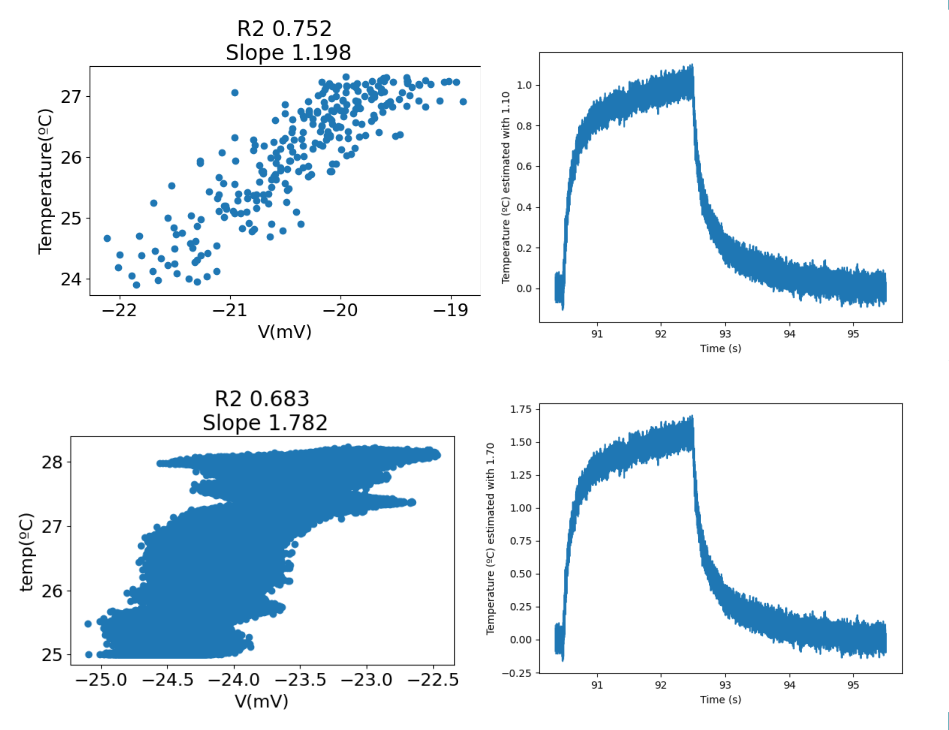 R2 0.752
Slope 1.198
Temperature(ºC)
27
26
25
24
−22 −21 −20 −19
V(mV)
Temperature (ºC) estimated with 1.10
1.0
0.8
0.6
0.4
0.2
0.0
91 92 93 94 95
Time (s)
R2 0.683
Slope 1.782
temp(ºC)
28
27
26
25
−25.0 −24.5 −24.0 −23.5 −23.0 −22.5
V(mV)
Temperature (ºC) estimated with 1.70
1.75
1.50
1.25
1.00
0.75
0.50
0.25
0.00
−0.25
91 92 93 94 95
Time (s)